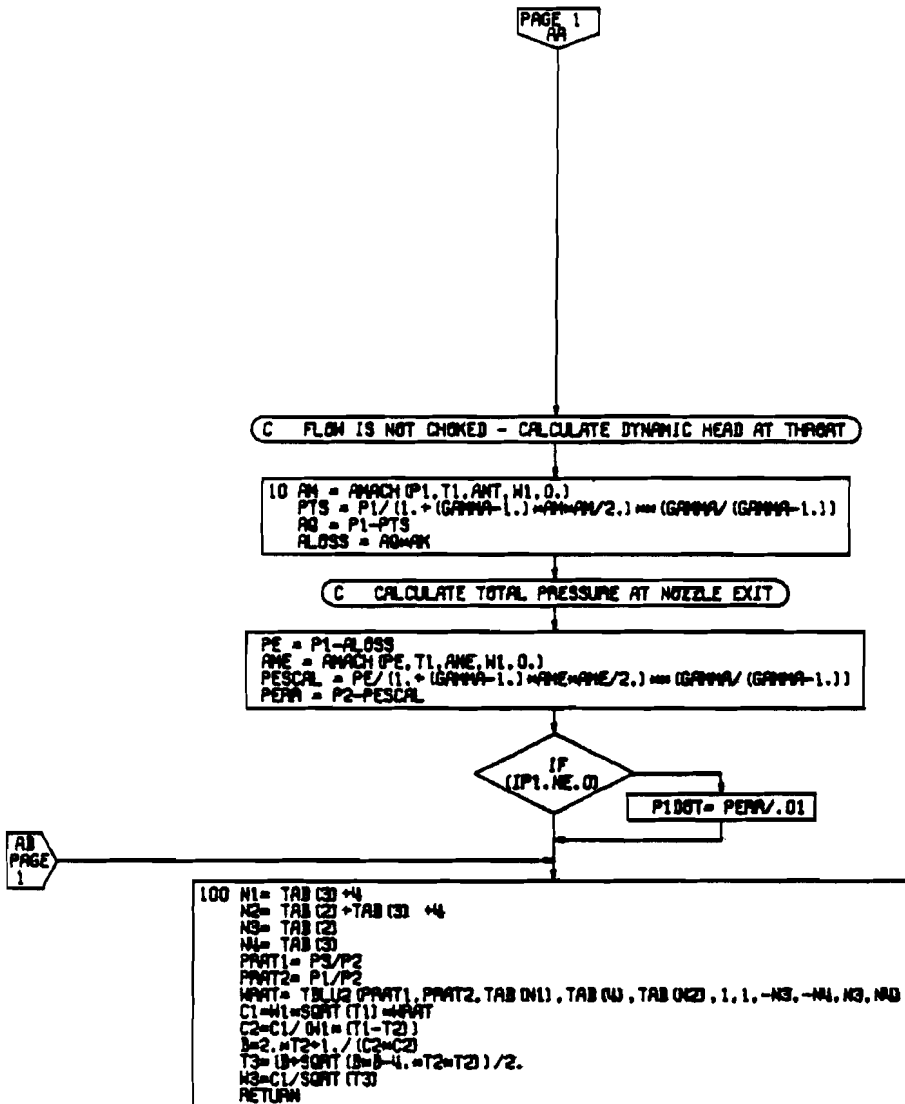 PAGE 1
AA
C FLOW IS NOT CHOKED - CALCULATE DYNAMIC HEAD AT THROAT
10 AM = AMACH(P1,T1,ANT,W1,0.)
PTS = P1/(1.+(GAMMA-1.)*AM*AM/2.)**(GAMMA/(GAMMA-1.))
AQ = P1-PTS
ALOSS = AQ*AK
C CALCULATE TOTAL PRESSURE AT NOZZLE EXIT
PE = P1-ALOSS
AME = AMACH(PE,T1,ANE,W1,0.)
PESCAL = PE/(1.+(GAMMA-1.)*AME*AME/2.)**(GAMMA/(GAMMA-1.))
PERR = P2-PESCAL
IF
(IP1.NE.0)
P1DOT= PERR/.01
AB
PAGE
1
100 N1= TAB(3)+4
N2= TAB(2)+TAB(3) +4
N3= TAB(2)
N4= TAB(3)
PRAT1= P3/P2
PRAT2= P1/P2
WRAT= TBLU2(PRAT1,PRAT2,TAB(N1),TAB(4),TAB(N2),1,1,-N3,-N4,N3,N4)
C1=W1*SQRT(T1)*WRAT
C2=C1/(W1*(T1-T2))
B=2.*T2+1./(C2*C2)
T3=(B+SQRT(B*B-4.*T2*T2))/2.
W3=C1/SQRT(T3)
RETURN